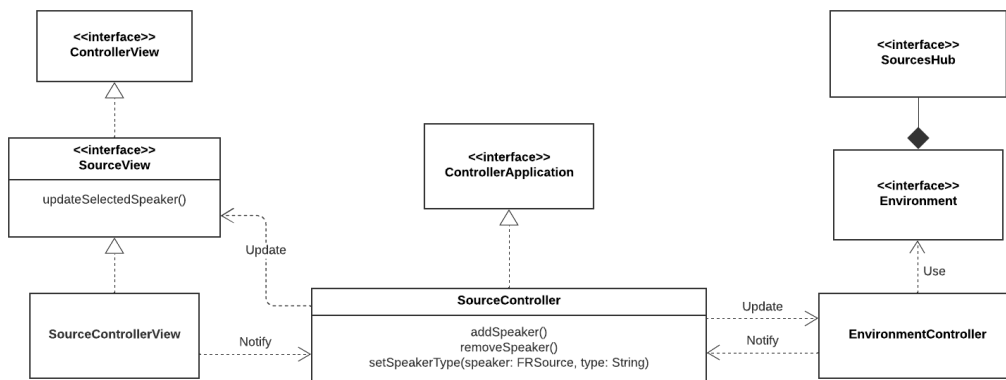 <<interface>>
ControllerView
<<interface>>
SourcesHub
<<interface>>
SourceView
updateSelectedSpeaker()
<<interface>>
ControllerApplication
<<interface>>
Environment
Update
Use
SourceControllerView
Notify
SourceController
addSpeaker()
removeSpeaker()
setSpeakerType(speaker: FRSource, type: String)
Update
Notify
EnvironmentController